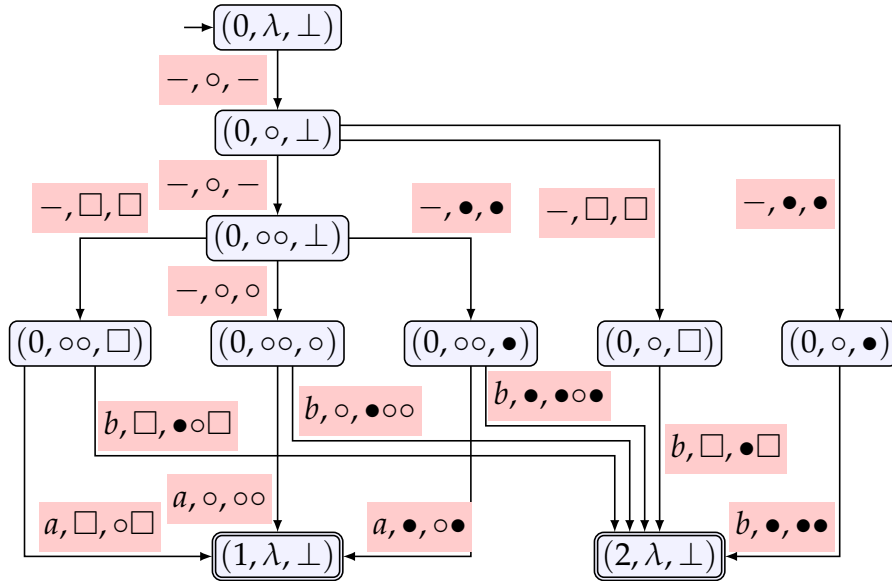 (0, λ, ⊥)
−, ○, −
(0, ○, ⊥)
−, ○, −
−, □, □
−, ●, ●
−, □, □
−, ●, ●
(0, ○○, ⊥)
−, ○, ○
(0, ○○, □)
(0, ○○, ○)
(0, ○○, ●)
(0, ○, □)
(0, ○, ●)
b, □, ●○□
b, ○, ●○○
b, ●, ●○●
b, □, ●□
a, □, ○□
a, ○, ○○
a, ●, ○●
b, ●, ●●
(1, λ, ⊥)
(2, λ, ⊥)